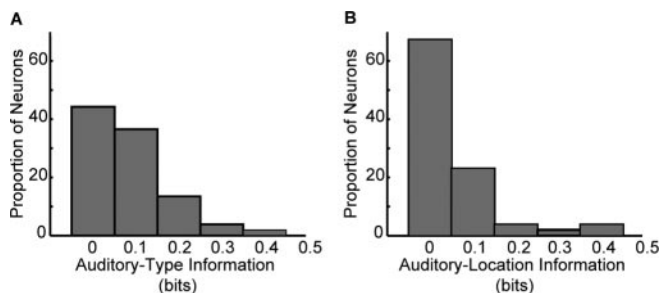 A
B
Proportion of Neurons
60
40
20
0
0 0.1 0.2 0.3 0.4 0.5
Auditory-Type Information
(bits)
Proportion of Neurons
60
40
20
0
0 0.1 0.2 0.3 0.4 0.5
Auditory-Location Information
(bits)